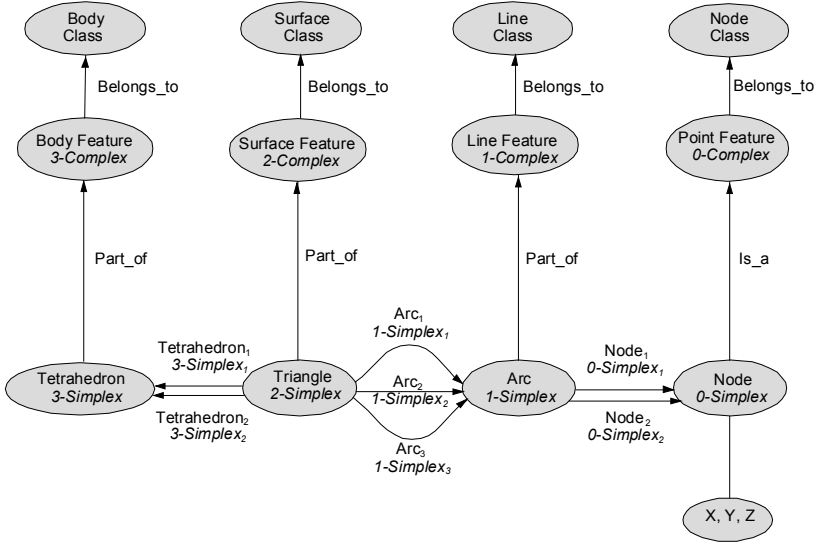 Body
Class
Surface
Class
Line
Class
Node
Class
Belongs_to
Belongs_to
Belongs_to
Belongs_to
Body Feature
3-Complex
Surface Feature
2-Complex
Line Feature
1-Complex
Point Feature
0-Complex
Part_of
Part_of
Part_of
Is_a
Tetrahedron
3-Simplex
Tetrahedron₁
3-Simplex₁
Tetrahedron₂
3-Simplex₂
Triangle
2-Simplex
Arc₁
1-Simplex₁
Arc₂
1-Simplex₂
Arc₃
1-Simplex₃
Arc
1-Simplex
Node₁
0-Simplex₁
Node₂
0-Simplex₂
Node
0-Simplex
X, Y, Z